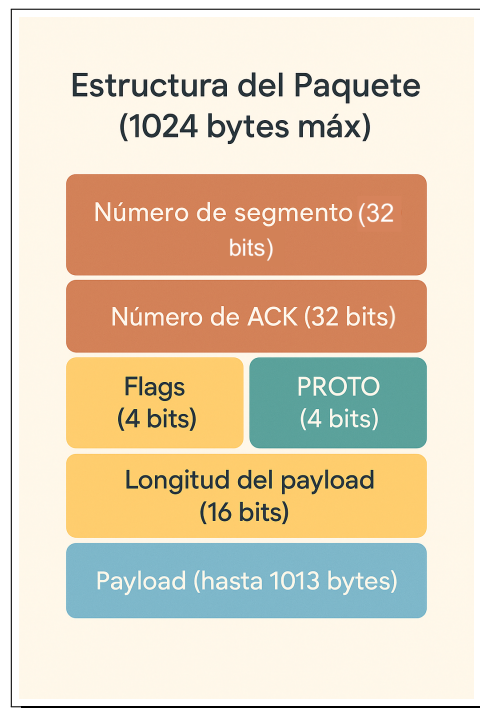 Estructura del Paquete
(1024 bytes máx)
Número de segmento (32
bits)
Número de ACK (32 bits)
Flags
(4 bits)
PROTO
(4 bits)
Longitud del payload
(16 bits)
Payload (hasta 1013 bytes)